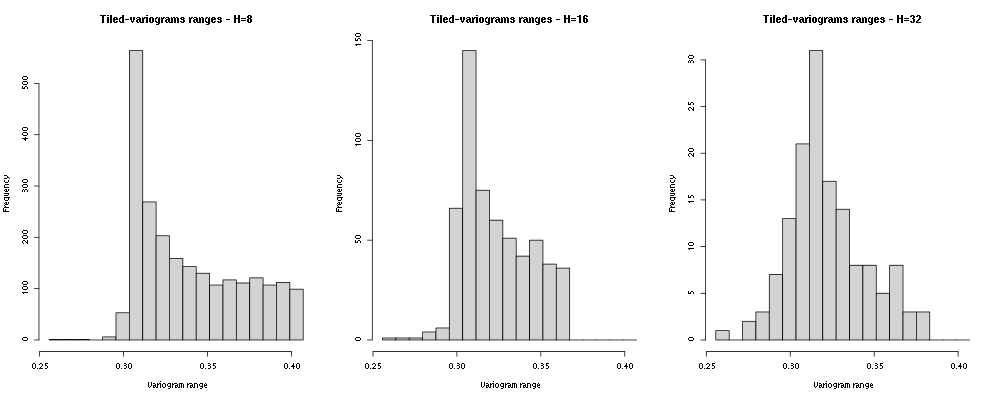 Tiled-variograms ranges - H=8
Frequency
500
400
300
200
100
0
0.25 0.30 0.35 0.40
Variogram range
Tiled-variograms ranges - H=16
Frequency
150
100
50
0
0.25 0.30 0.35 0.40
Variogram range
Tiled-variograms ranges - H=32
Frequency
30
25
20
15
10
5
0
0.25 0.30 0.35 0.40
Variogram range